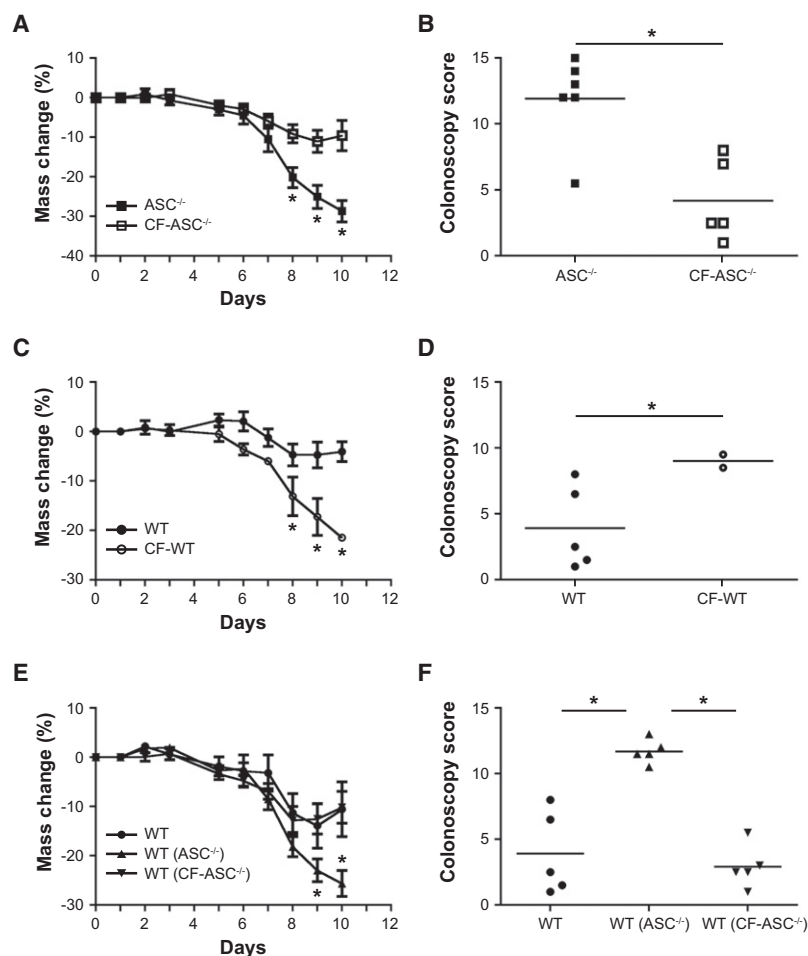 A
Mass change (%)
10
0
-10
-20
-30
-40
* * *
ASC-/-
CF-ASC-/-
0 2 4 6 8 10 12
Days
B
Colonoscopy score
15
10
5
0
*
ASC-/- CF-ASC-/-
C
Mass change (%)
10
0
-10
-20
-30
* * *
WT
CF-WT
0 2 4 6 8 10 12
Days
D
Colonoscopy score
15
10
5
0
*
WT CF-WT
E
Mass change (%)
10
0
-10
-20
-30
* *
WT
WT (ASC-/-)
WT (CF-ASC-/-)
0 2 4 6 8 10 12
Days
F
Colonoscopy score
15
10
5
0
* *
WT WT (ASC-/-) WT (CF-ASC-/-)